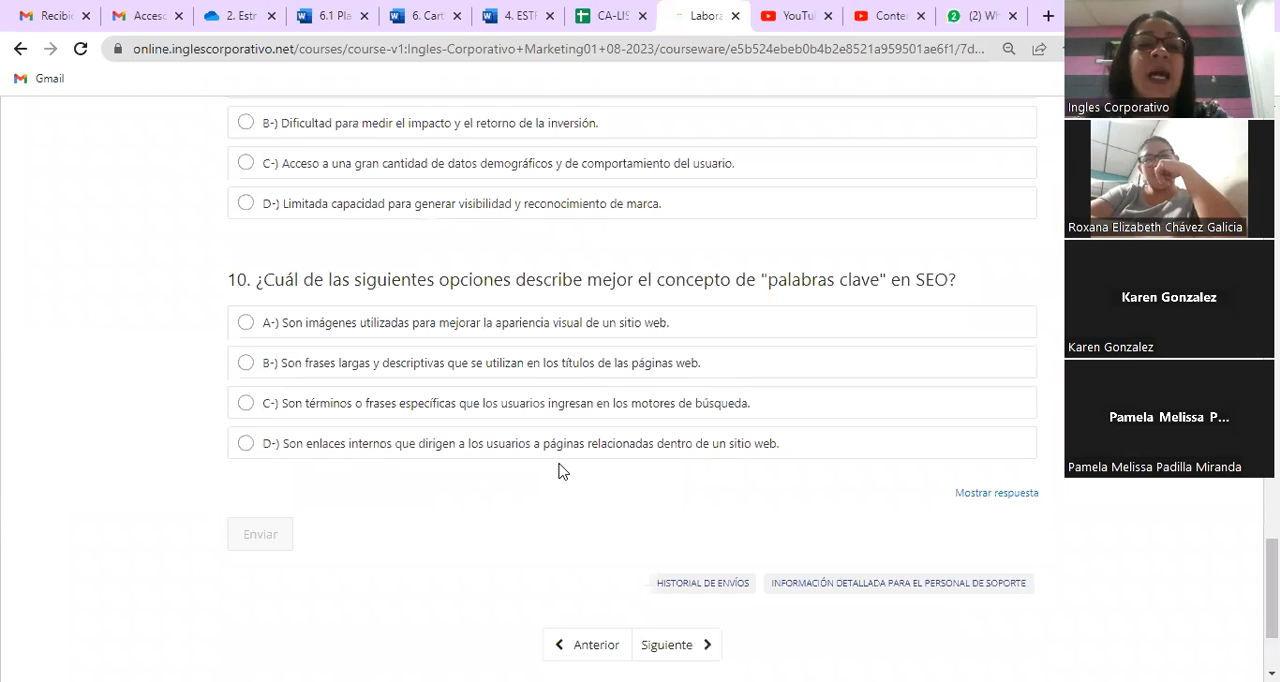 Recibic
Acceso
2. Est
6.1 Pla
6. Car
4. EST
CA-LIS
Labora
YouTu
Conte
(2) Wh
online.inglescorporativo.net/courses/course-v1:Ingles-Corporativo+Marketing01+08-2023/courseware/e5b524ebeb0b4b2e8521a959501ae6f1/7d...
Gmail
B-) Dificultad para medir el impacto y el retorno de la inversión.
C-) Acceso a una gran cantidad de datos demográficos y de comportamiento del usuario.
D-) Limitada capacidad para generar visibilidad y reconocimiento de marca.
10. ¿Cuál de las siguientes opciones describe mejor el concepto de "palabras clave" en SEO?
A-) Son imágenes utilizadas para mejorar la apariencia visual de un sitio web.
B-) Son frases largas y descriptivas que se utilizan en los títulos de las páginas web.
C-) Son términos o frases específicas que los usuarios ingresan en los motores de búsqueda.
D-) Son enlaces internos que dirigen a los usuarios a páginas relacionadas dentro de un sitio web.
Mostrar respuesta
Enviar
HISTORIAL DE ENVÍOS
INFORMACIÓN DETALLADA PARA EL PERSONAL DE SOPORTE
Anterior
Siguiente
Ingles Corporativo
Roxana Elizabeth Chávez Galicia
Karen Gonzalez
Karen Gonzalez
Pamela Melissa P...
Pamela Melissa Padilla Miranda